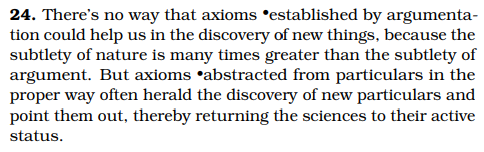 24. There's no way that axioms •established by argumenta-
tion could help us in the discovery of new things, because the
subtlety of nature is many times greater than the subtlety of
argument. But axioms •abstracted from particulars in the
proper way often herald the discovery of new particulars and
point them out, thereby returning the sciences to their active
status.